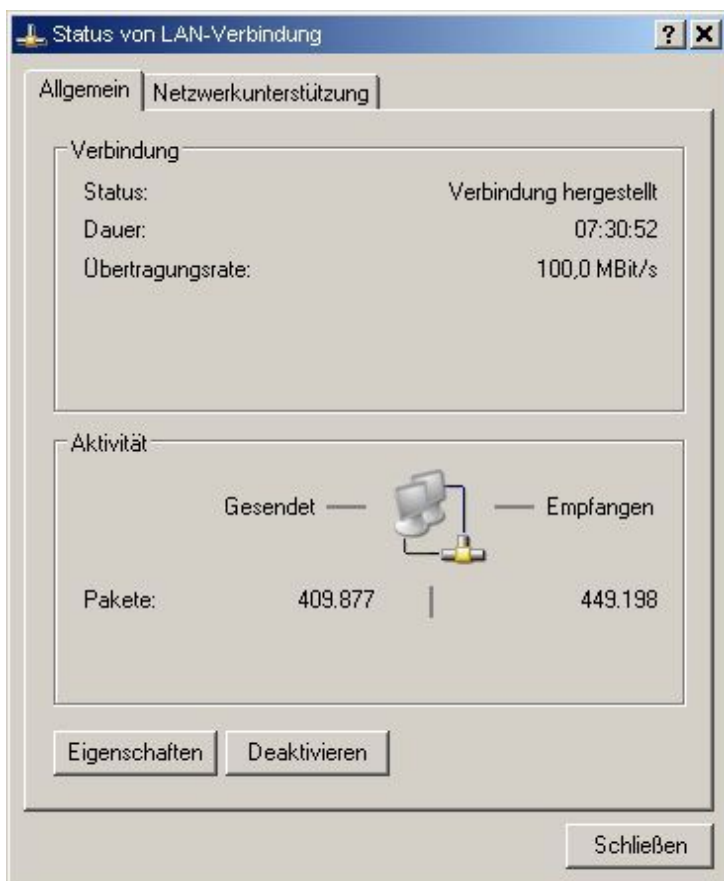 Status von LAN-Verbindung
Allgemein Netzwerkunterstützung
Verbindung
Status: Verbindung hergestellt
Dauer: 07:30:52
Übertragungsrate: 100,0 MBit/s
Aktivität
Gesendet Empfangen
Pakete: 409.877 449.198
Eigenschaften Deaktivieren
Schließen